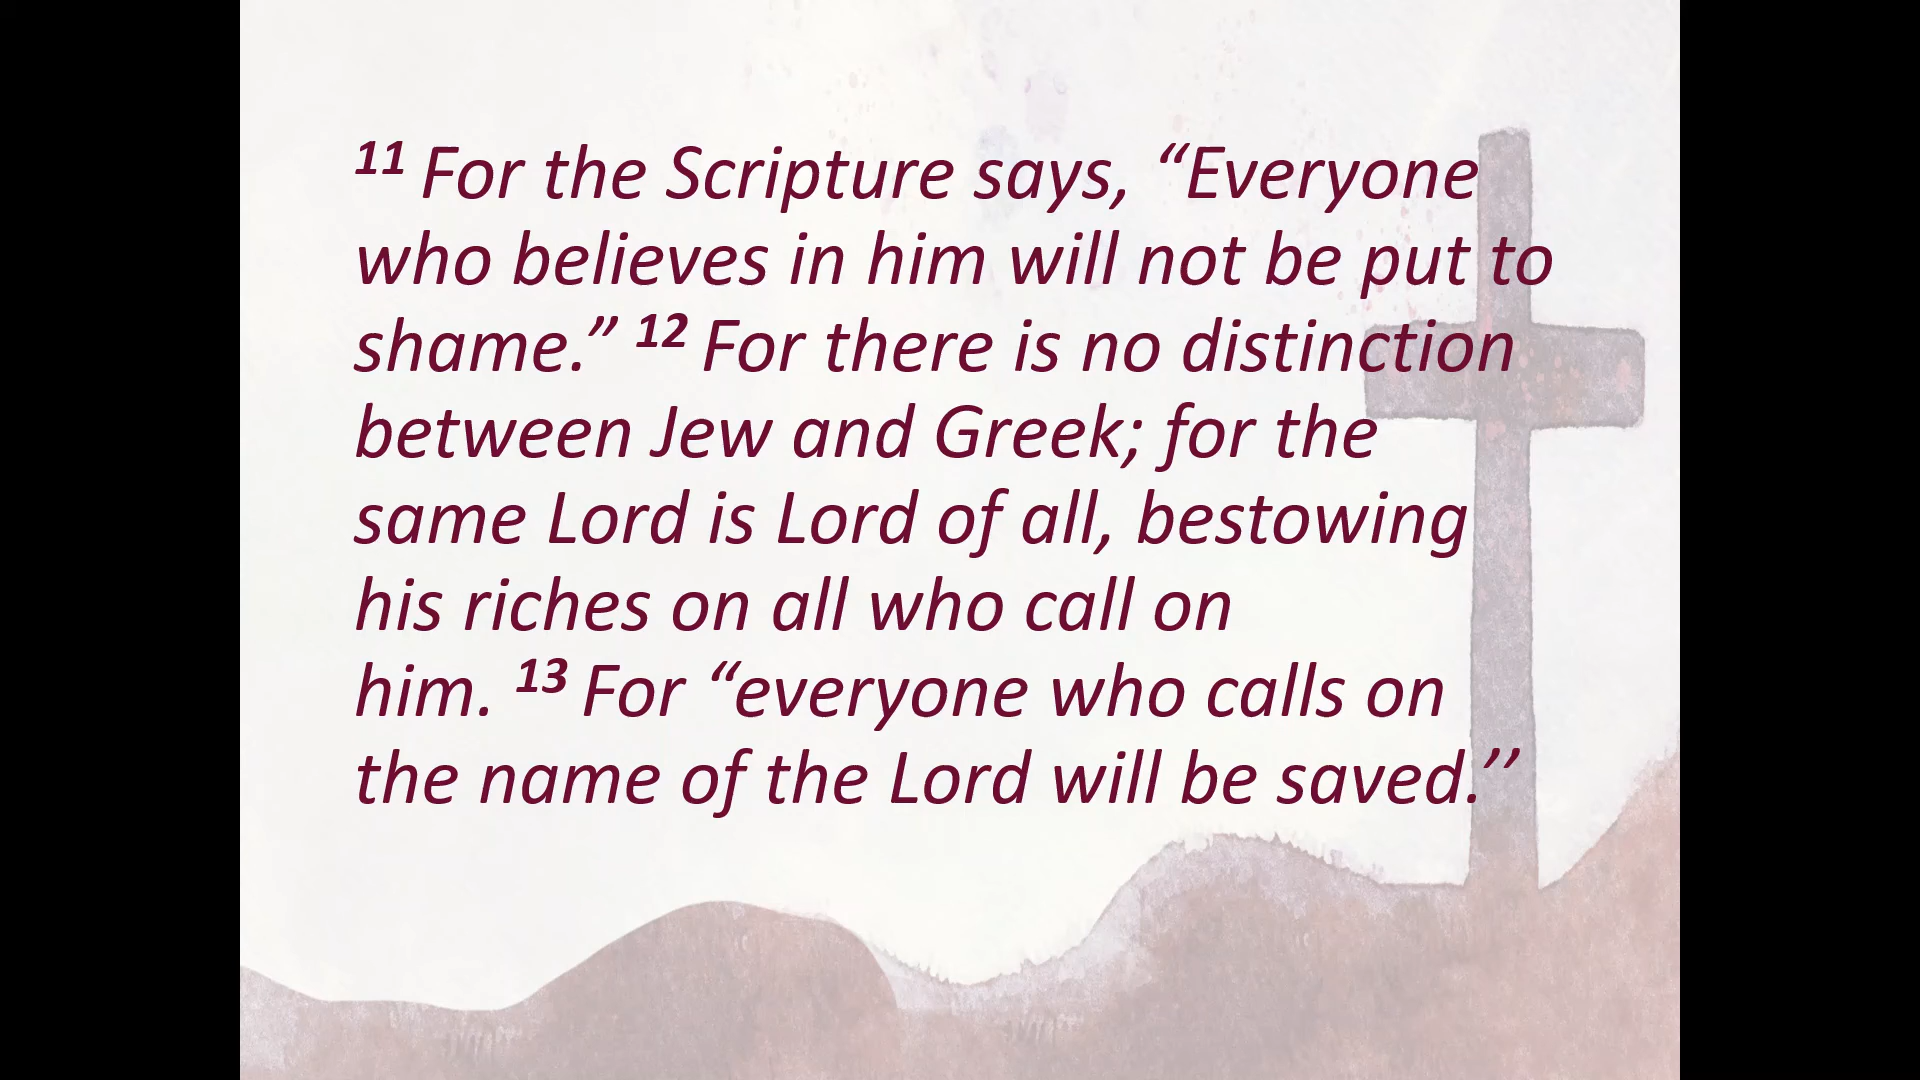 11 For the Scripture says, “Everyone
who believes in him will not be put to
shame.” 12 For there is no distinction
between Jew and Greek; for the
same Lord is Lord of all, bestowing
his riches on all who call on
him. 13 For “everyone who calls on
the name of the Lord will be saved.’’